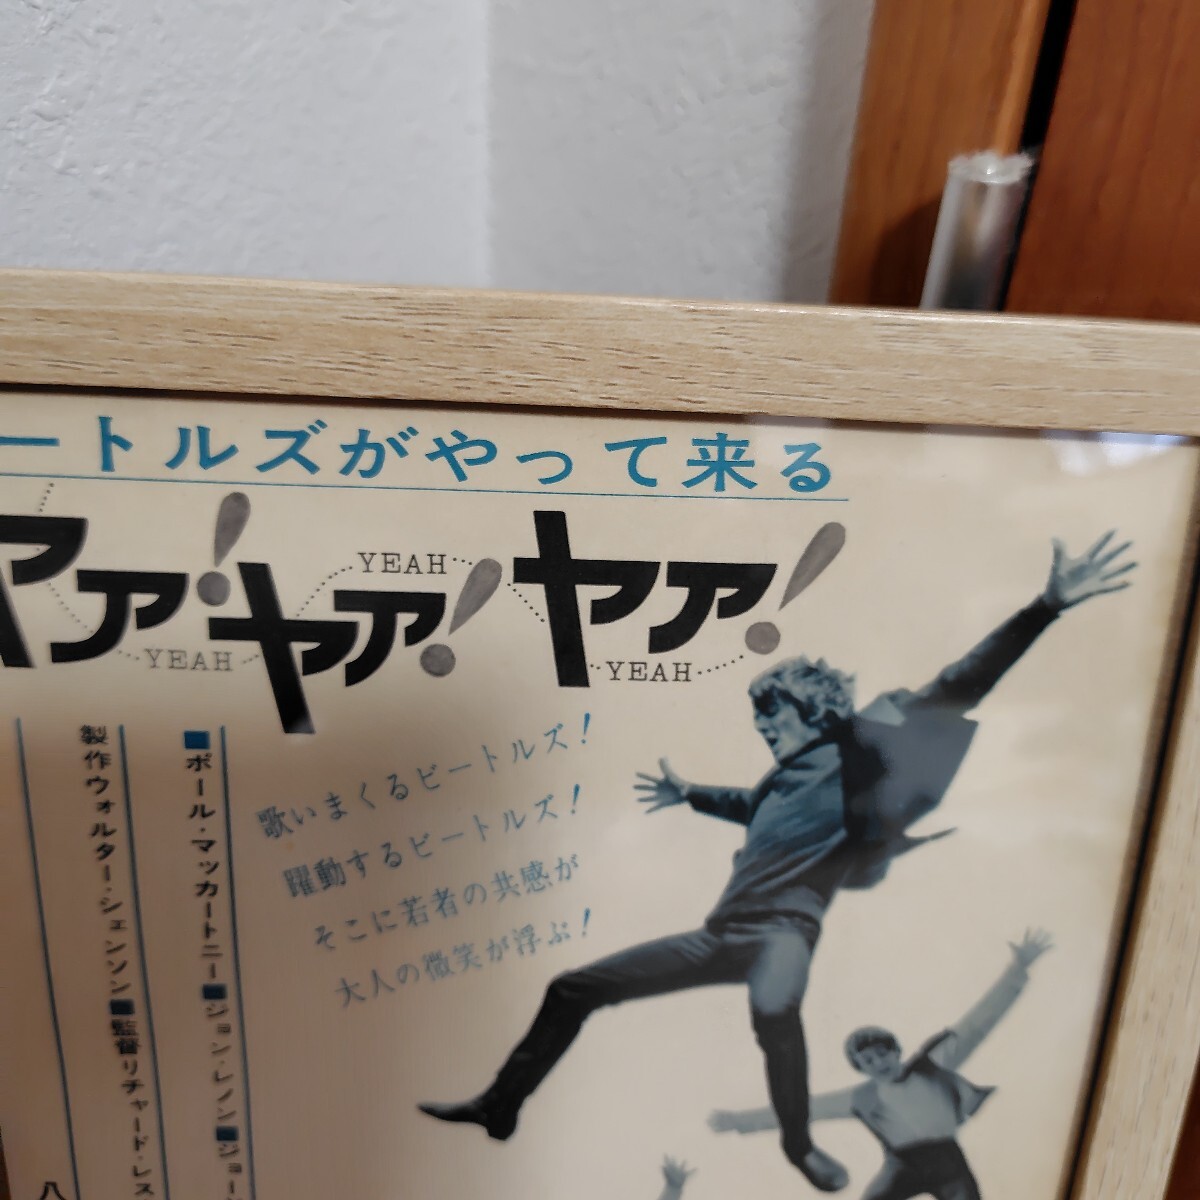 ートルズがやって来る
ヤァ!ヤァ!ヤァ!
YEAH
YEAH
YEAH
歌いまくるビートルズ!
躍動するビートルズ!
そこに若者の共感が
大人の微笑が浮ぶ!
■ポール・マッカートニー■ジョン・レノン■ジョー
製作ウォルター・シェンソン■監督リチャード・レス
八